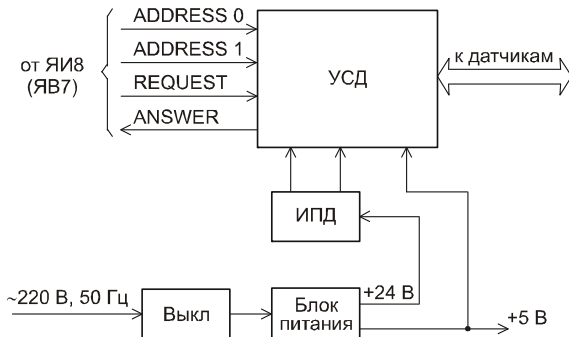 ADDRESS 0
ADDRESS 1
REQUEST
ANSWER
от ЯИ8
(ЯВ7)
УСД
к датчикам
ИПД
~220 В, 50 Гц
Выкл
Блок
питания
+24 В
+5 В